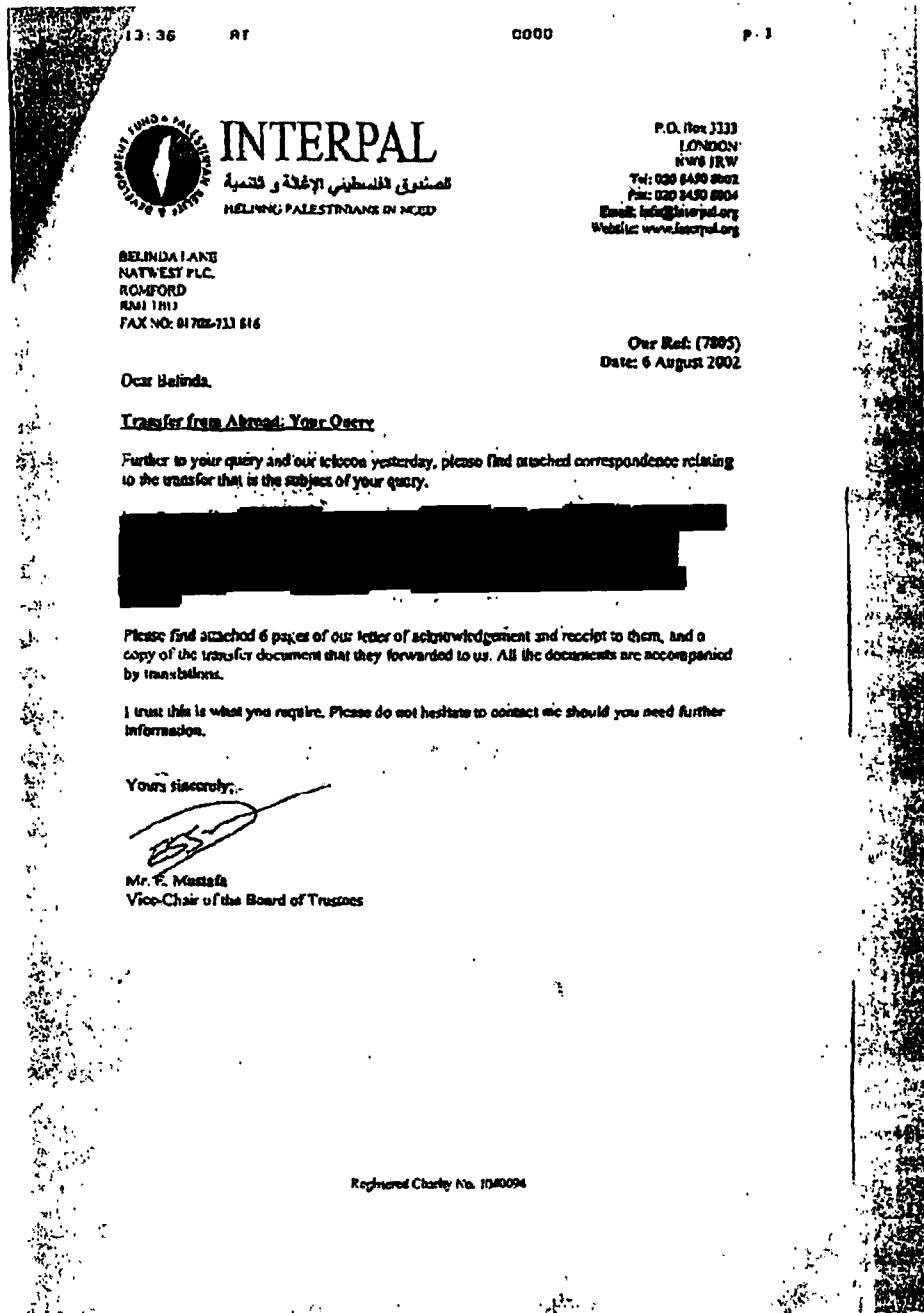 13:36 AT 0000 P.1
PALESTINIAN RELIEF & DEVELOPMENT FUND
INTERPAL
الصندوق الفلسطيني للإغاثة و التنمية
HELPING PALESTINIANS IN NEED
P.O. Box 3333
LONDON
NW6 1RW
Tel: 020 8450 8002
Fax: 020 8450 8004
Email: info@interpal.org
Website: www.interpal.org
BELINDA LANE
NATWEST PLC.
ROMFORD
FAX NO: 01708-733 816
Our Ref: (7805)
Date: 6 August 2002
Dear Belinda,
Transfer from Abroad: Your Query
Further to your query and our telecon yesterday, please find attached correspondence relating
to the transfer that is the subject of your query.
Please find attached 6 pages of our letter of acknowledgement and receipt to them, and a
copy of the transfer document that they forwarded to us. All the documents are accompanied
by translations.
I trust this is what you require. Please do not hesitate to contact me should you need further
information.
Yours sincerely,
Mr. E. Mustafa
Vice-Chair of the Board of Trustees
Registered Charity No. 1040094